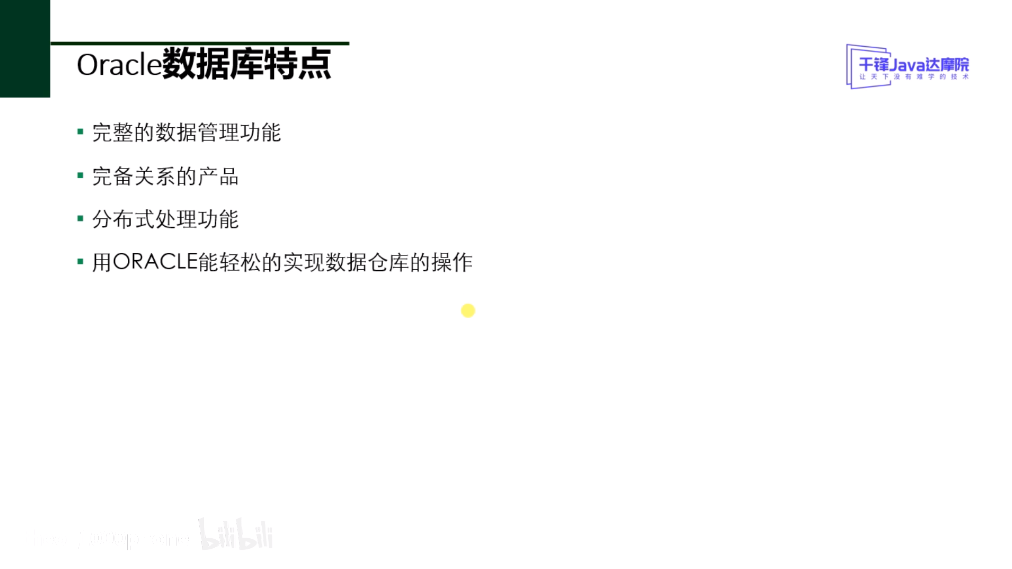 Oracle数据库特点
千锋Java达摩院
让天下没有难学的技术
完整的数据管理功能
完备关系的产品
分布式处理功能
用ORACLE能轻松的实现数据仓库的操作
bilibili